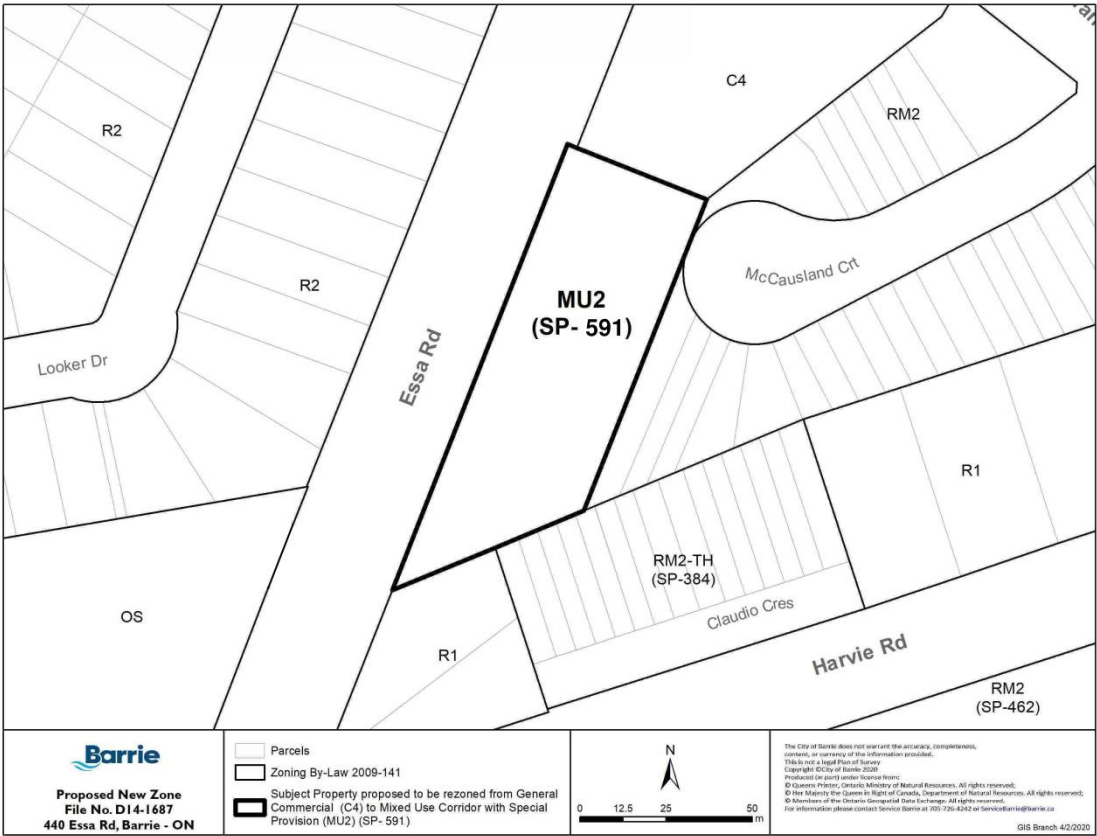 C4
R2
RM2
McCausland Crt
R2
MU2
(SP- 591)
Essa Rd
Looker Dr
R1
RM2-TH
(SP-384)
OS
Claudio Cres
R1
Harvie Rd
RM2
(SP-462)
Barrie
Proposed New Zone
File No. D14-1687
440 Essa Rd, Barrie - ON
Parcels
Zoning By-Law 2009-141
Subject Property proposed to be rezoned from General
Commercial (C4) to Mixed Use Corridor with Special
Provision (MU2) (SP- 591)
N
0 12.5 25 50
m
The City of Barrie does not warrant the accuracy, completeness,
content, or currency of the information provided.
This is not a legal Plan of Survey
Copyright ©City of Barrie 2020
Produced (in part) under license from:
© Queens Printer, Ontario Ministry of Natural Resources. All rights reserved;
© Her Majesty the Queen in Right of Canada, Department of Natural Resources. All rights reserved;
© Members of the Ontario Geospatial Data Exchange. All rights reserved.
For information please contact Service Barrie at 705-726-4242 or ServiceBarrie@barrie.ca
GIS Branch 4/2/2020